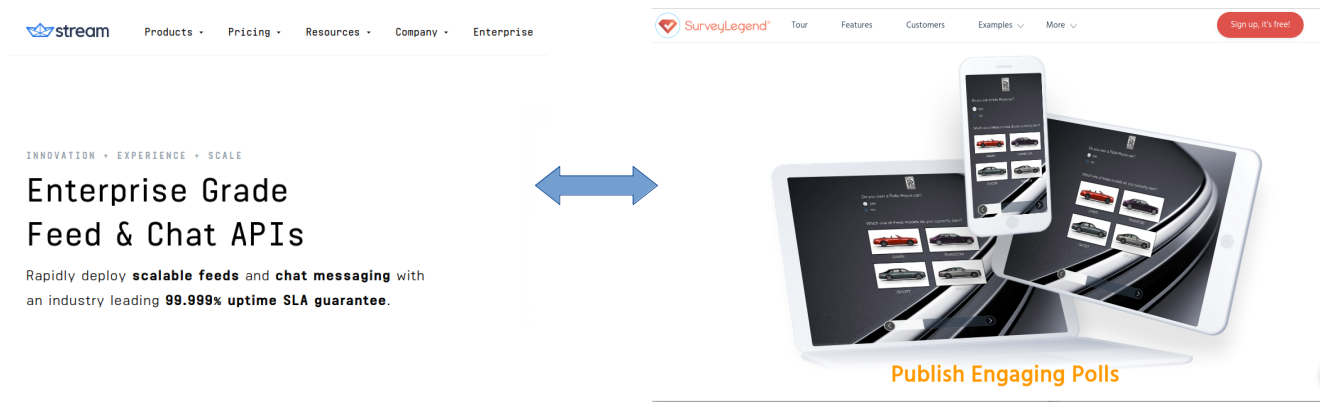 stream
Products
Pricing
Resources
Company
Enterprise
INNOVATION + EXPERIENCE + SCALE
Enterprise Grade
Feed & Chat APIs
Rapidly deploy scalable feeds and chat messaging with
an industry leading 99.999% uptime SLA guarantee.
SurveyLegend®
Tour
Features
Customers
Examples
More
Sign up, it's free!
Publish Engaging Polls